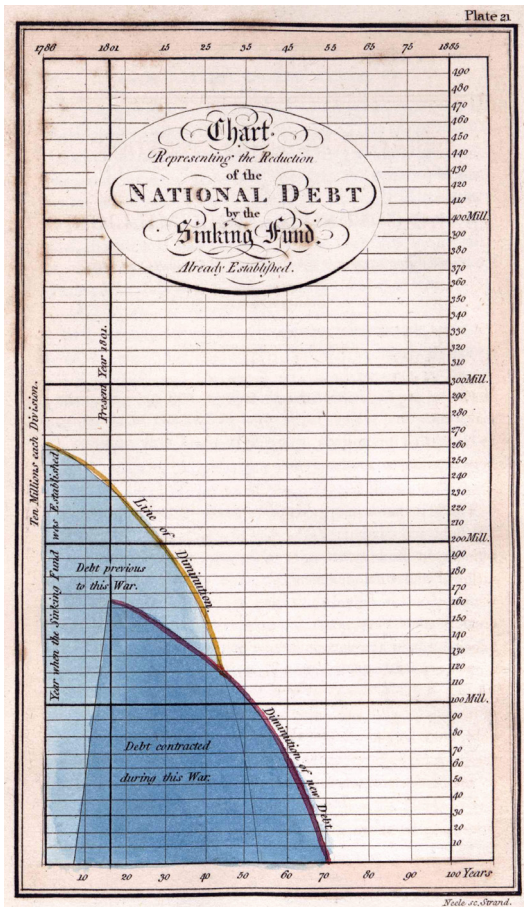 Plate 21
1786 1801 15 25 35 45 55 65 75 1885
Chart.
Representing the Reduction
of the
NATIONAL DEBT
by the
Sinking Fund.
Already Established.
490
480
470
460
450
440
430
420
410
400 Mill.
390
380
370
360
350
340
330
320
310
300 Mill.
290
280
270
260
250
240
230
220
210
200 Mill.
190
180
170
160
150
140
130
120
110
100 Mill.
90
80
70
60
50
40
30
20
10
Ten Millions each Division.
Year when the Sinking Fund was Established
Present Year 1801.
Line of Diminution.
Debt previous
to this War.
Debt contracted
during this War.
Diminution of new Debt
10 20 30 40 50 60 70 80 90 100 Years
Neele sc. Strand.